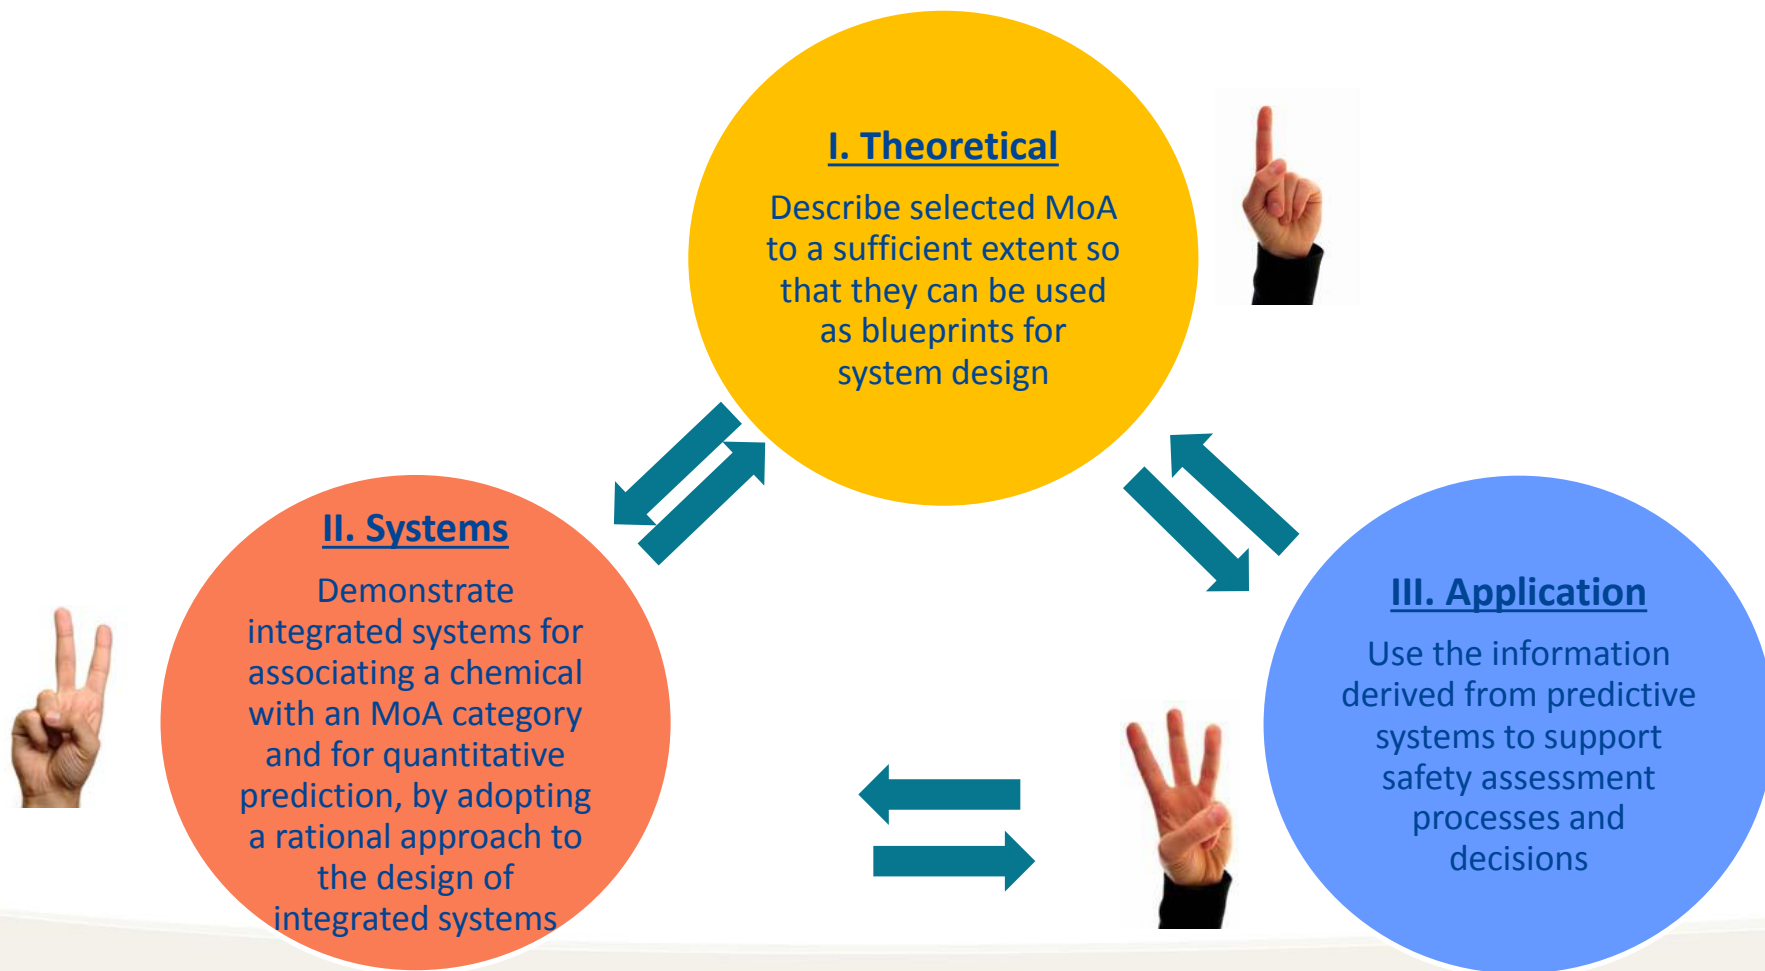 I. Theoretical
Describe selected MoA
to a sufficient extent so
that they can be used
as blueprints for
system design
II. Systems
Demonstrate
integrated systems for
associating a chemical
with an MoA category
and for quantitative
prediction, by adopting
a rational approach to
the design of
integrated systems
III. Application
Use the information
derived from predictive
systems to support
safety assessment
processes and
decisions